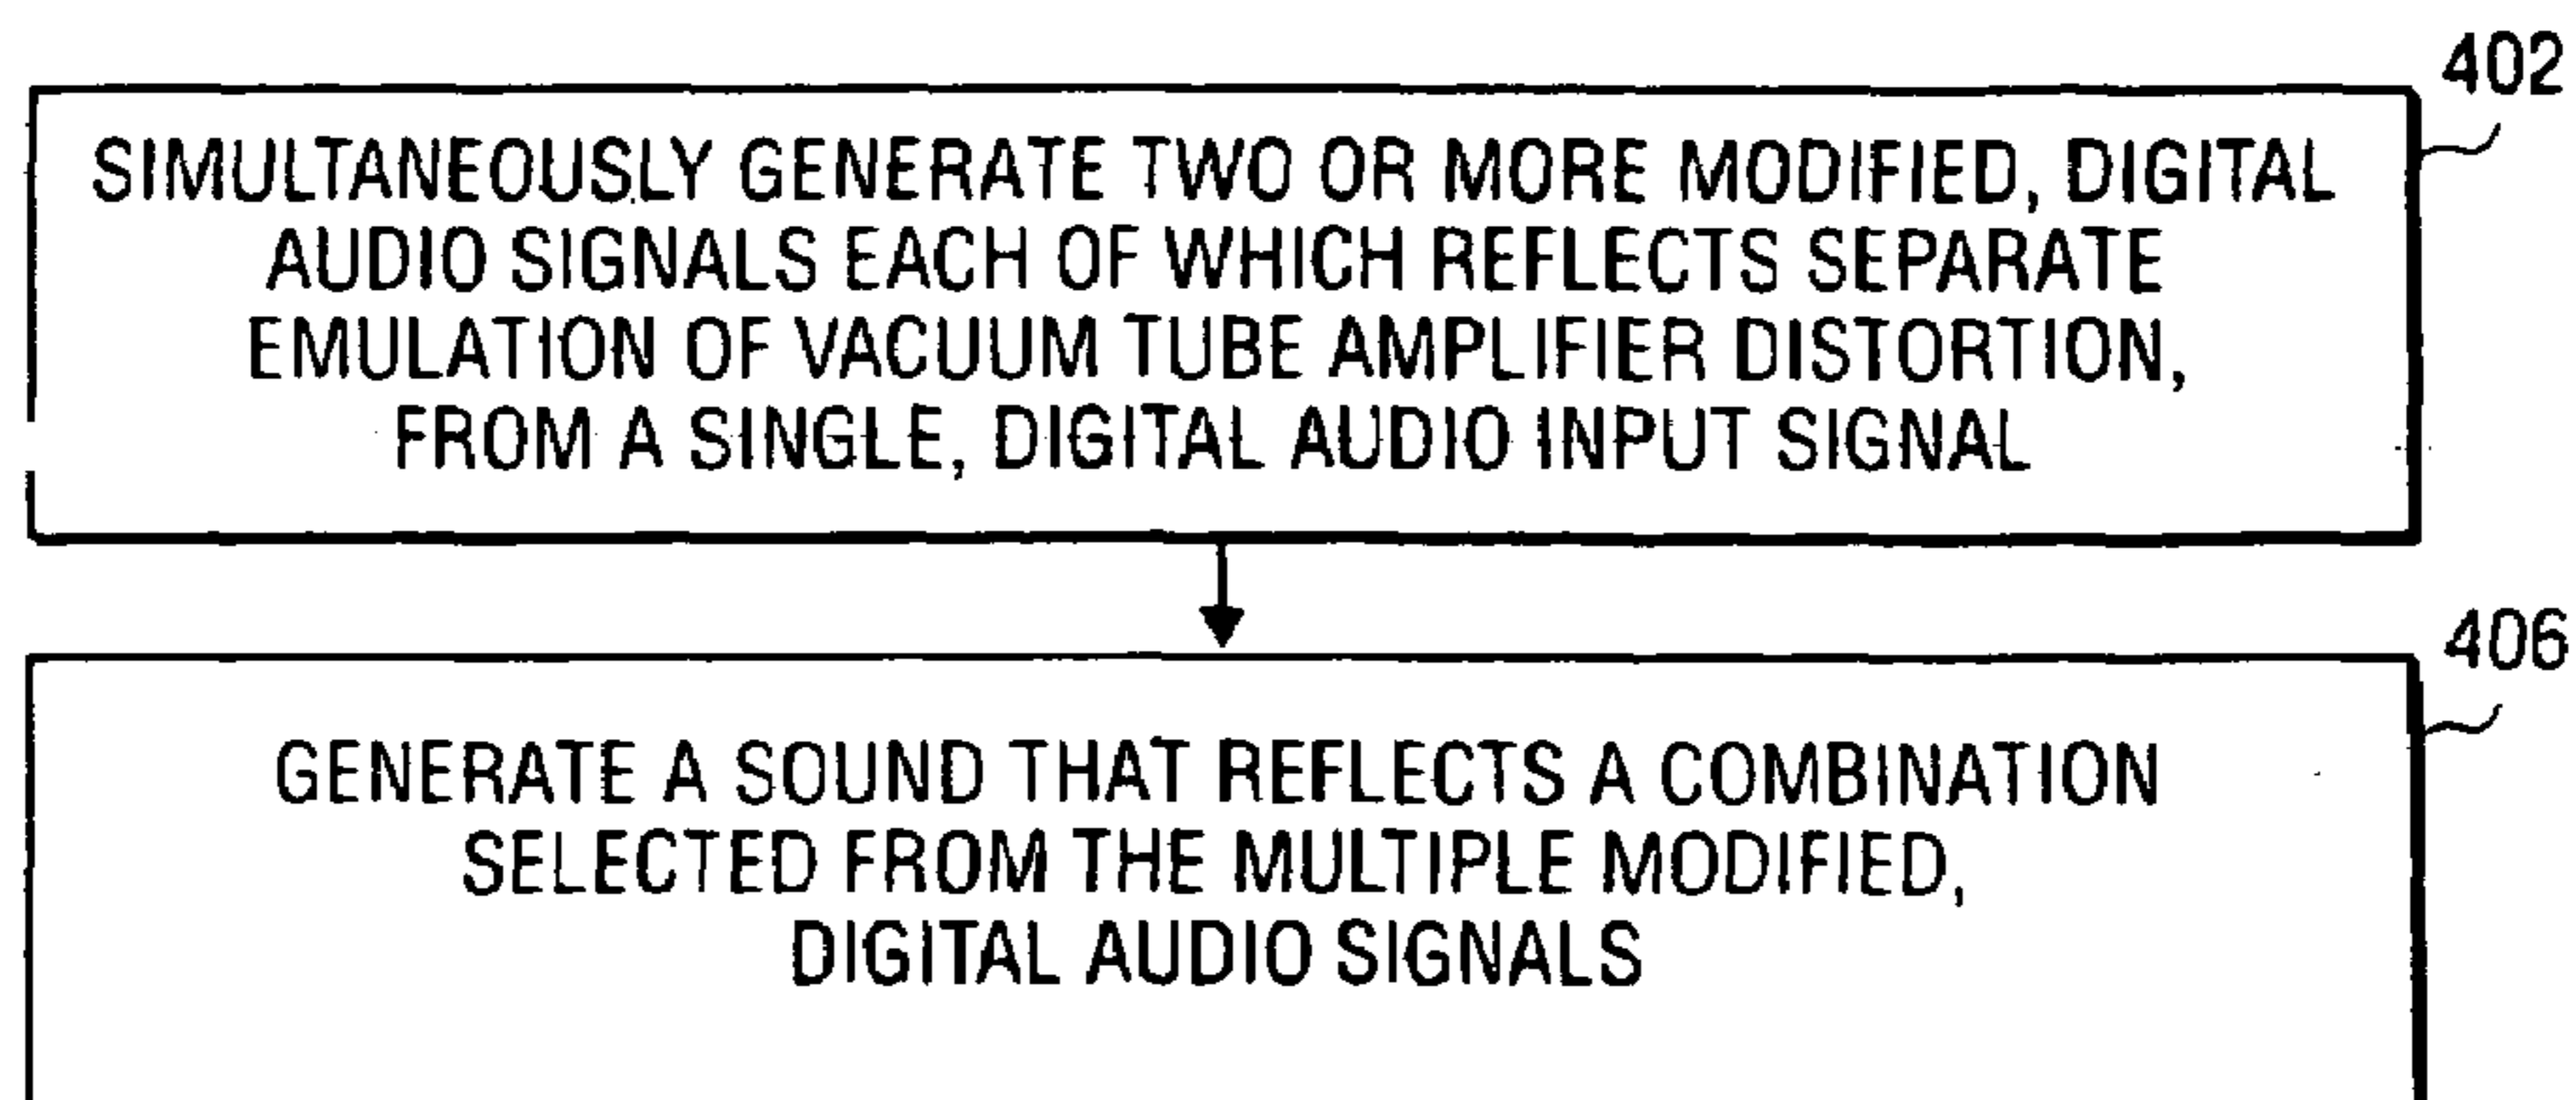 402
SIMULTANEOUSLY GENERATE TWO OR MORE MODIFIED, DIGITAL
AUDIO SIGNALS EACH OF WHICH REFLECTS SEPARATE
EMULATION OF VACUUM TUBE AMPLIFIER DISTORTION,
FROM A SINGLE, DIGITAL AUDIO INPUT SIGNAL
406
GENERATE A SOUND THAT REFLECTS A COMBINATION
SELECTED FROM THE MULTIPLE MODIFIED,
DIGITAL AUDIO SIGNALS